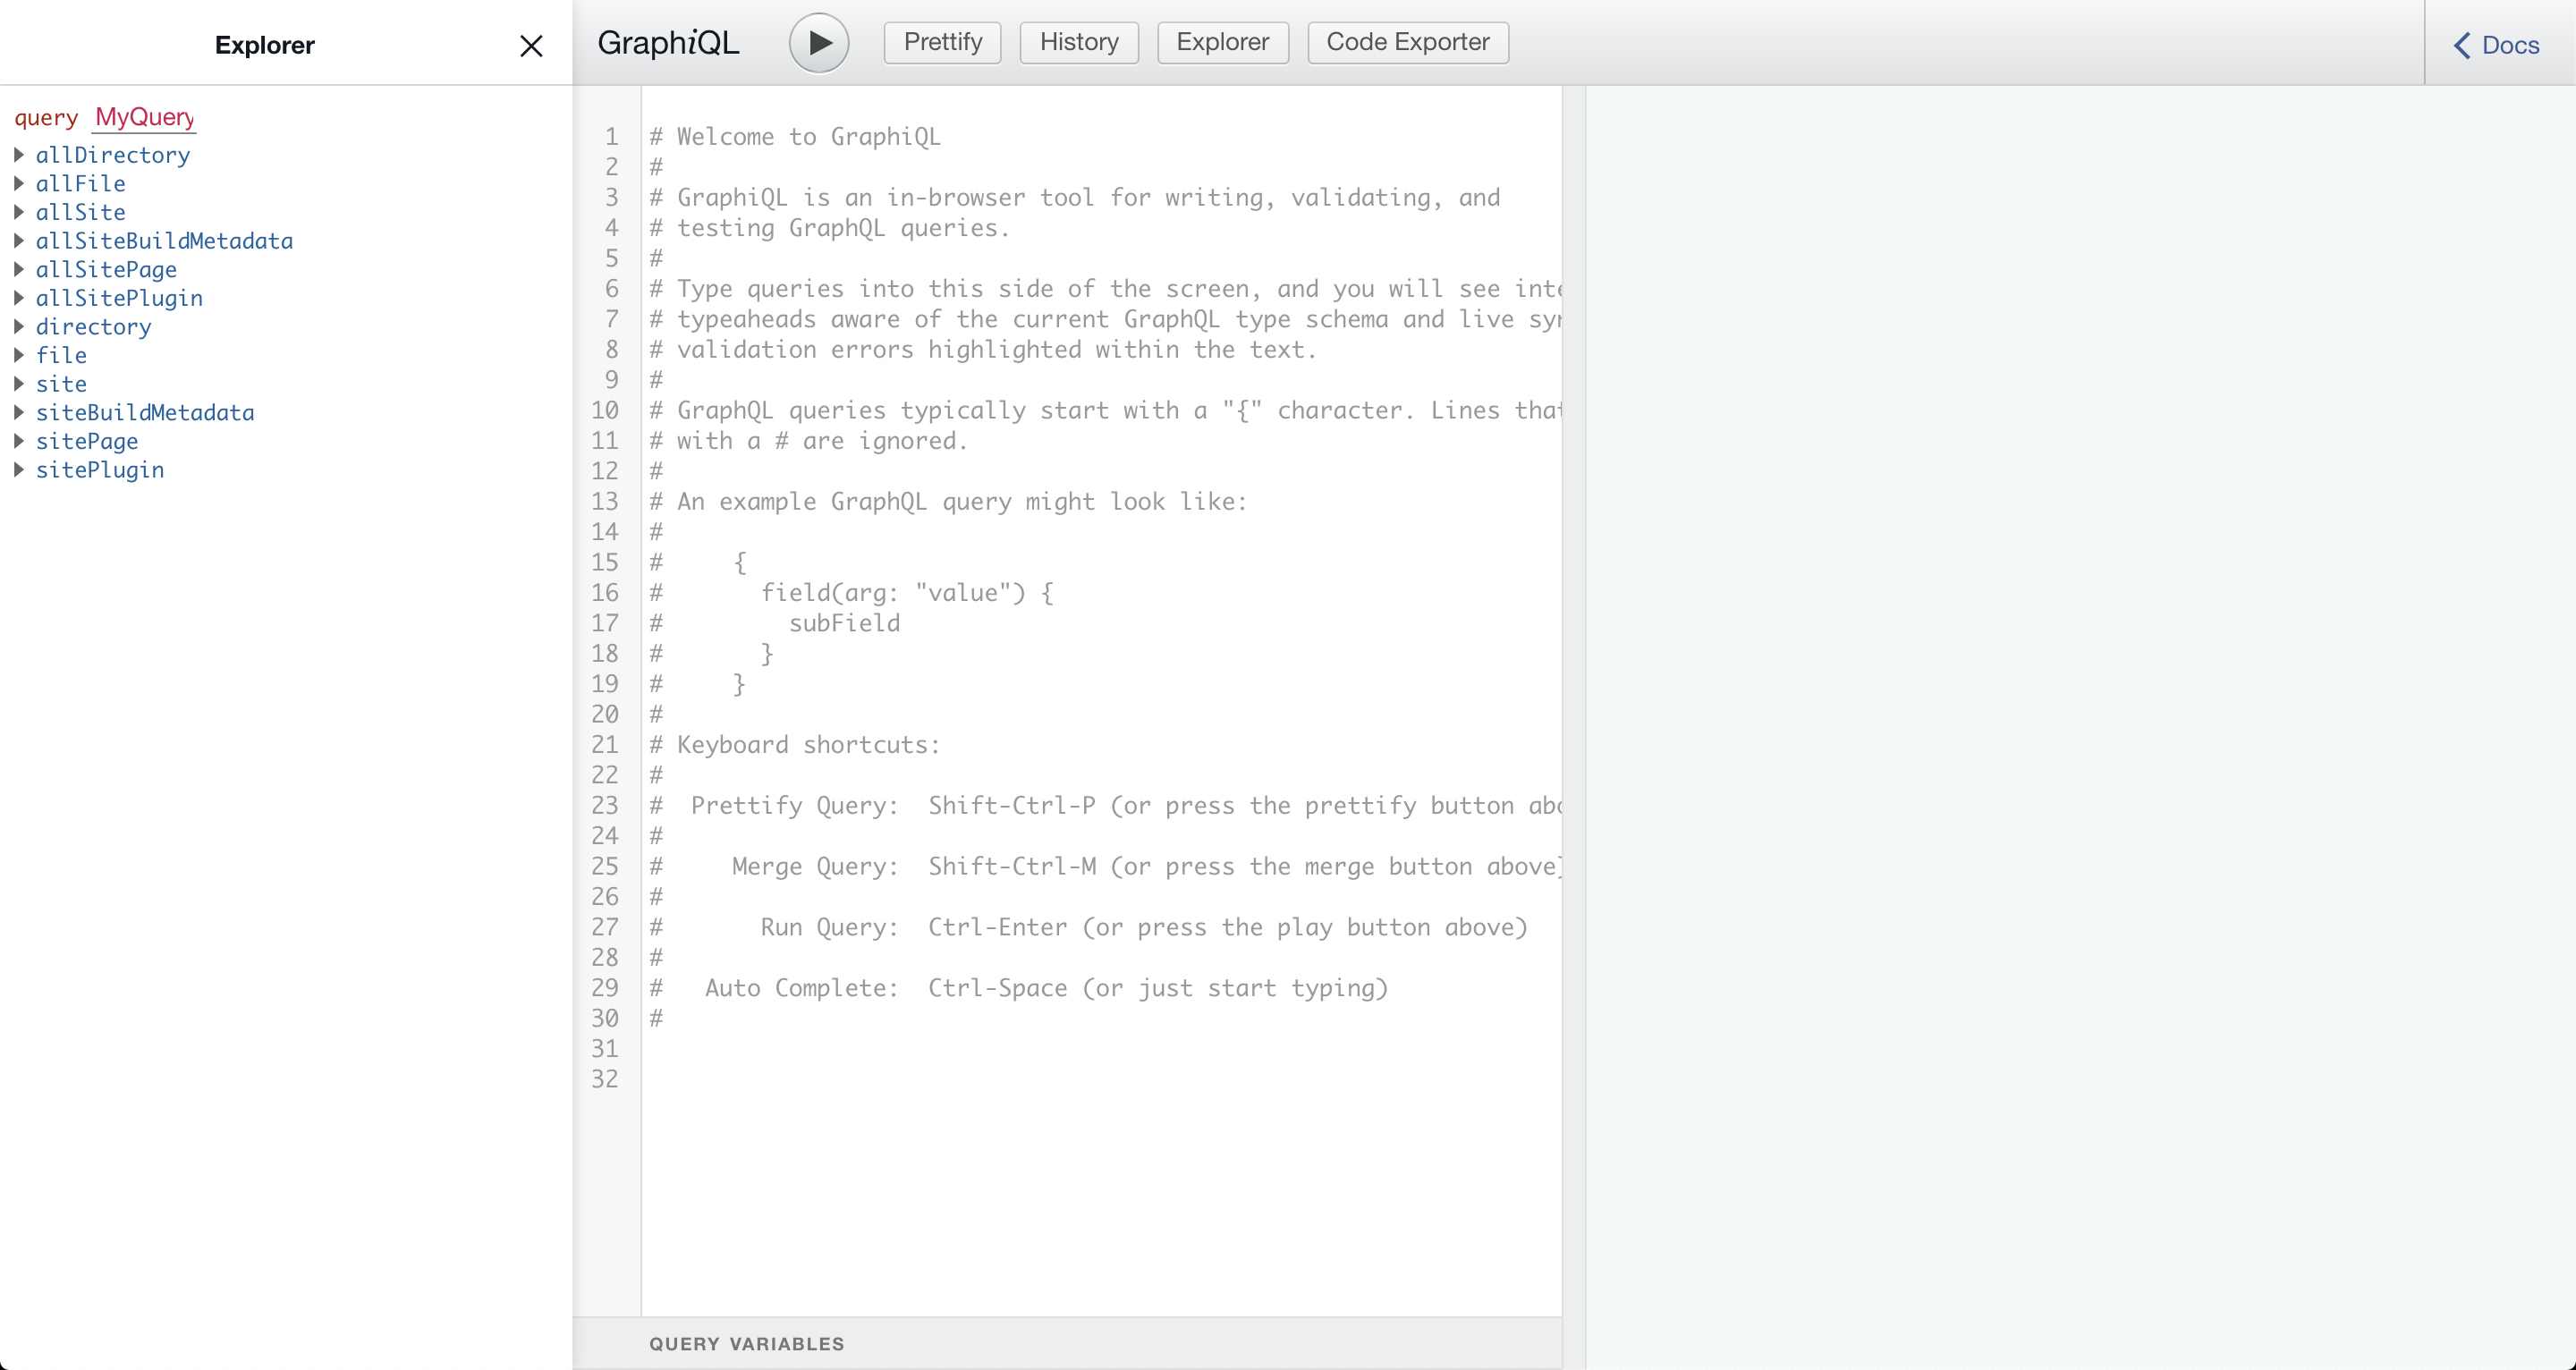 Explorer
query MyQuery
allDirectory
allFile
allSite
allSiteBuildMetadata
allSitePage
allSitePlugin
directory
file
site
siteBuildMetadata
sitePage
sitePlugin
GraphiQL
Prettify
History
Explorer
Code Exporter
Docs
1 # Welcome to GraphiQL
2 #
3 # GraphiQL is an in-browser tool for writing, validating, and
4 # testing GraphQL queries.
5 #
6 # Type queries into this side of the screen, and you will see inte
7 # typeaheads aware of the current GraphQL type schema and live syn
8 # validation errors highlighted within the text.
9 #
10 # GraphQL queries typically start with a "{" character. Lines that
11 # with a # are ignored.
12 #
13 # An example GraphQL query might look like:
14 #
15 #     {
16 #       field(arg: "value") {
17 #         subField
18 #       }
19 #     }
20 #
21 # Keyboard shortcuts:
22 #
23 #  Prettify Query:  Shift-Ctrl-P (or press the prettify button abo
24 #
25 #     Merge Query:  Shift-Ctrl-M (or press the merge button above)
26 #
27 #       Run Query:  Ctrl-Enter (or press the play button above)
28 #
29 #   Auto Complete:  Ctrl-Space (or just start typing)
30 #
31
32
QUERY VARIABLES